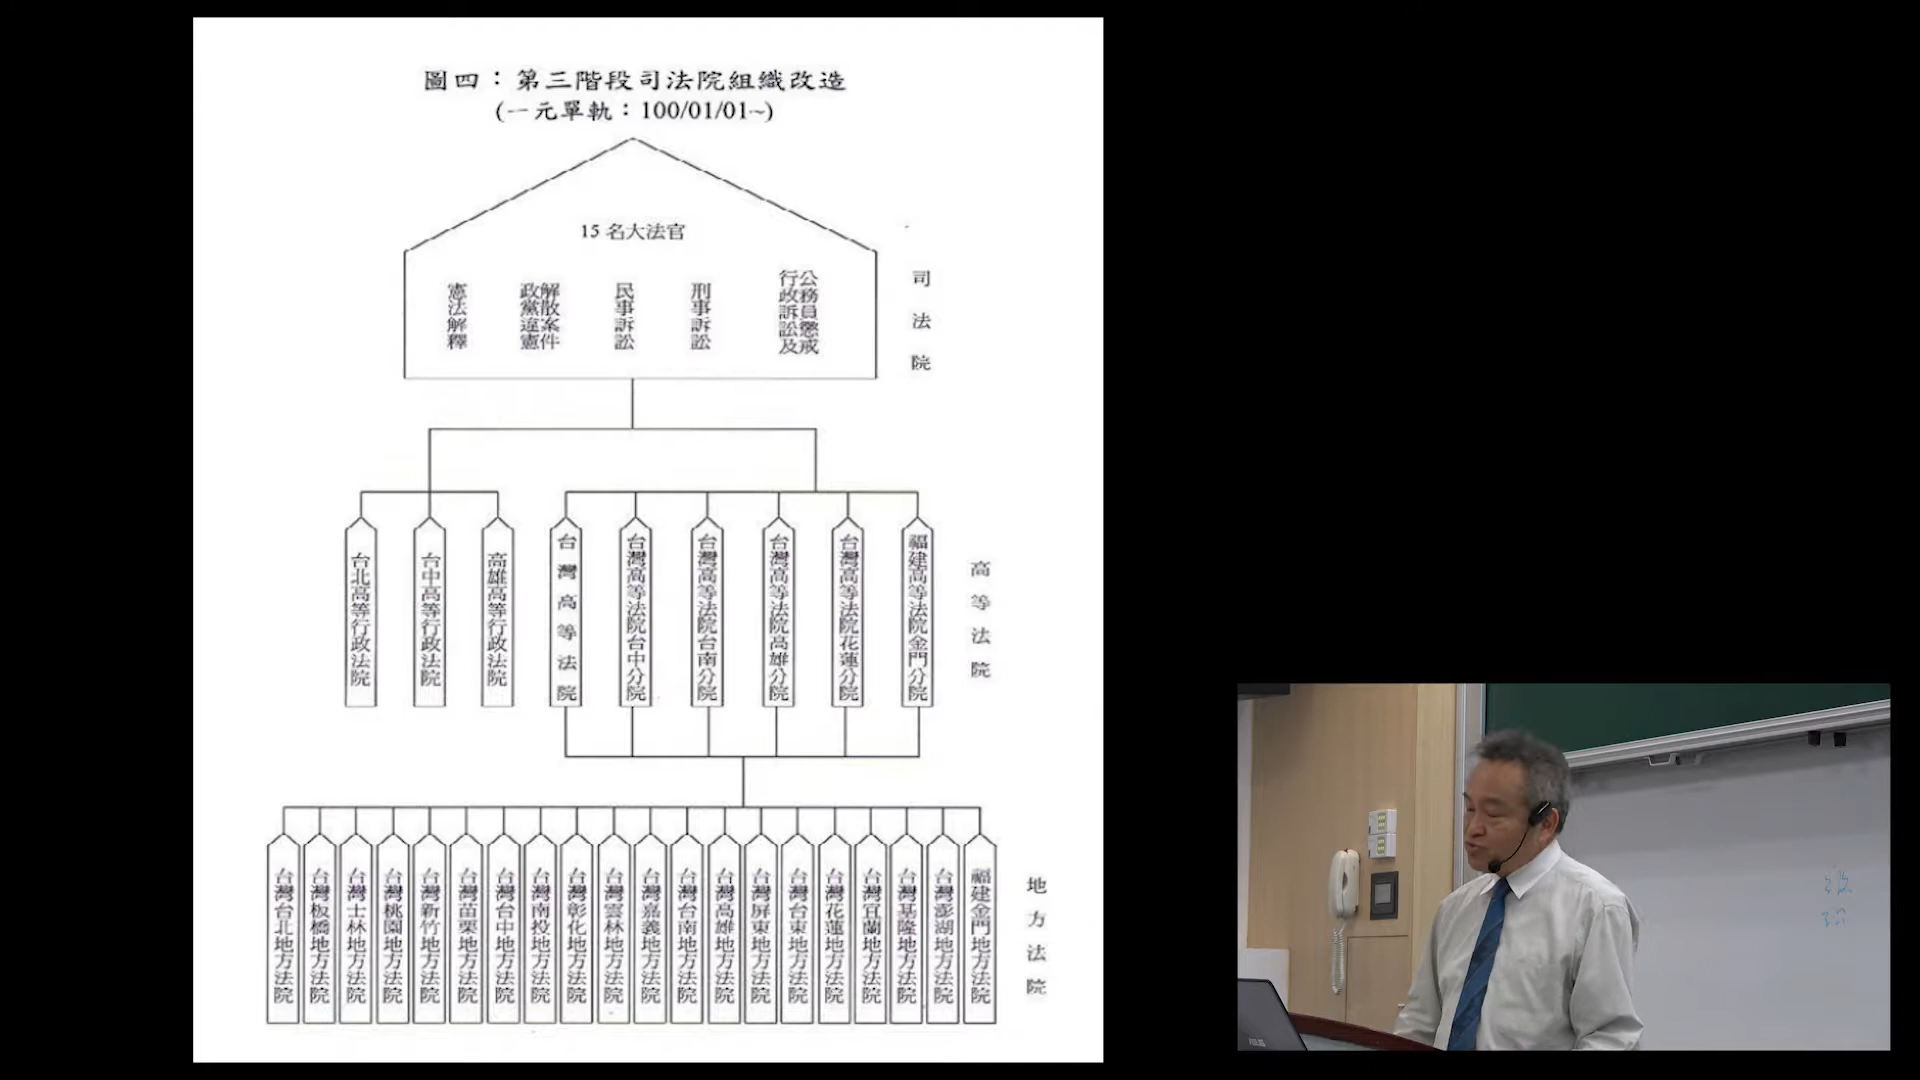 圖四：第三階段司法院組織改造
(一元單軌：100/01/01~)
15 名大法官
憲法解釋
政黨違憲
解散案件
民事訴訟
刑事訴訟
行政訴訟及
公務員懲戒
司法院
台北高等行政法院
台中高等行政法院
高雄高等行政法院
台灣高等法院
台灣高等法院台中分院
台灣高等法院台南分院
台灣高等法院高雄分院
台灣高等法院花蓮分院
福建高等法院金門分院
高等法院
台灣台北地方法院
台灣板橋地方法院
台灣士林地方法院
台灣桃園地方法院
台灣新竹地方法院
台灣苗栗地方法院
台灣台中地方法院
台灣南投地方法院
台灣彰化地方法院
台灣雲林地方法院
台灣嘉義地方法院
台灣台南地方法院
台灣高雄地方法院
台灣屏東地方法院
台灣台東地方法院
台灣花蓮地方法院
台灣宜蘭地方法院
台灣基隆地方法院
台灣澎湖地方法院
福建金門地方法院
地方法院
ASUS